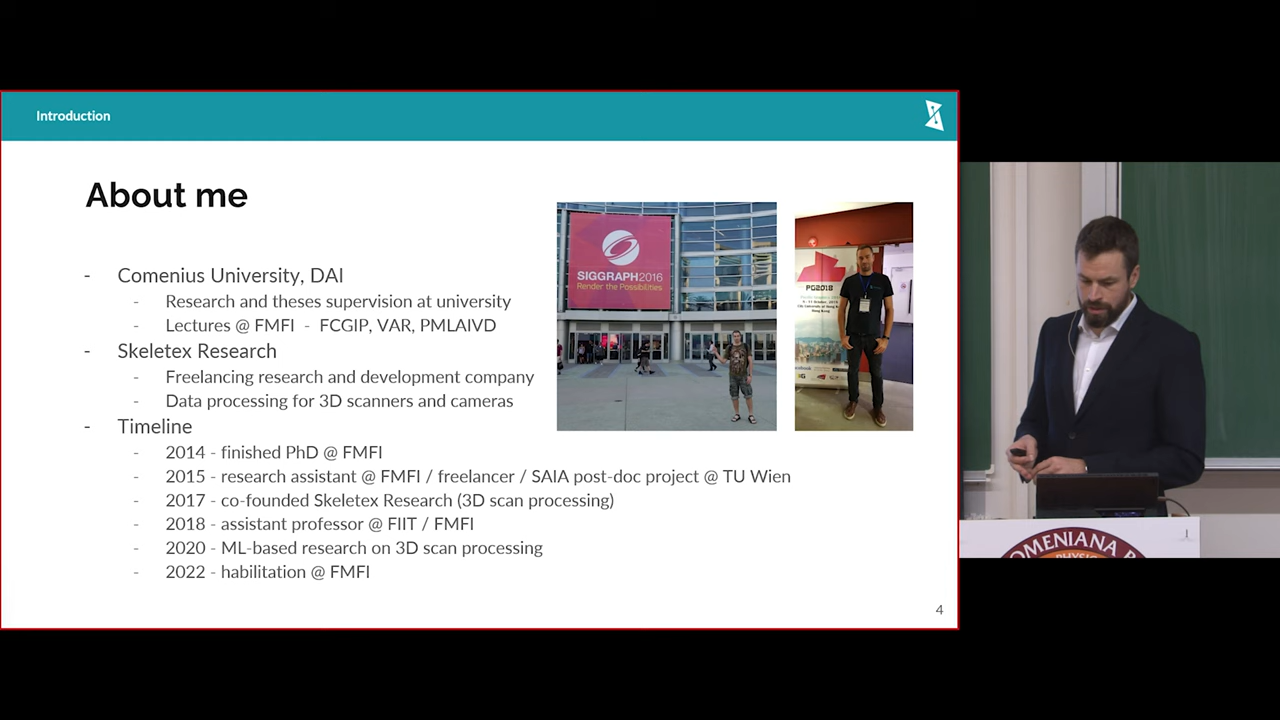 Introduction
About me
- Comenius University, DAI
- Research and theses supervision at university
- Lectures @ FMFI - FCGIP, VAR, PMLAIVD
- Skeletex Research
- Freelancing research and development company
- Data processing for 3D scanners and cameras
- Timeline
- 2014 - finished PhD @ FMFI
- 2015 - research assistant @ FMFI / freelancer / SAIA post-doc project @ TU Wien
- 2017 - co-founded Skeletex Research (3D scan processing)
- 2018 - assistant professor @ FIIT / FMFI
- 2020 - ML-based research on 3D scan processing
- 2022 - habilitation @ FMFI
SIGGRAPH2016
Render the Possibilities
PG2018
Hong Kong
4
OMENIANA
PHYSIC